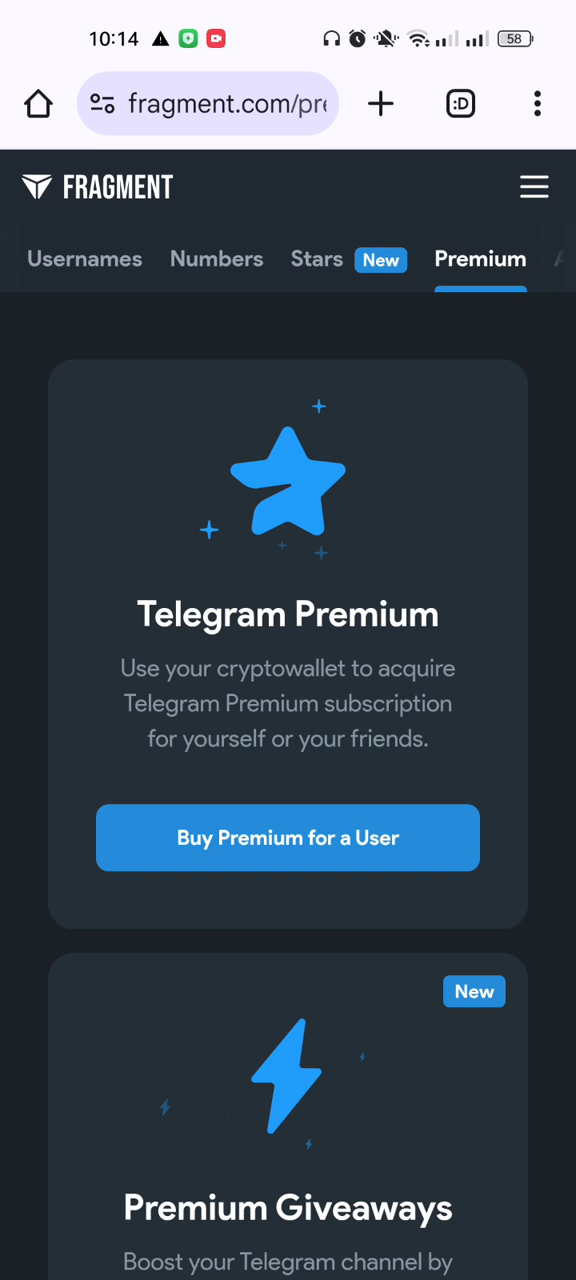 10:14
58
fragment.com/pre
:D
FRAGMENT
Usernames Numbers Stars New Premium
Telegram Premium
Use your cryptowallet to acquire
Telegram Premium subscription
for yourself or your friends.
Buy Premium for a User
New
Premium Giveaways
Boost your Telegram channel by